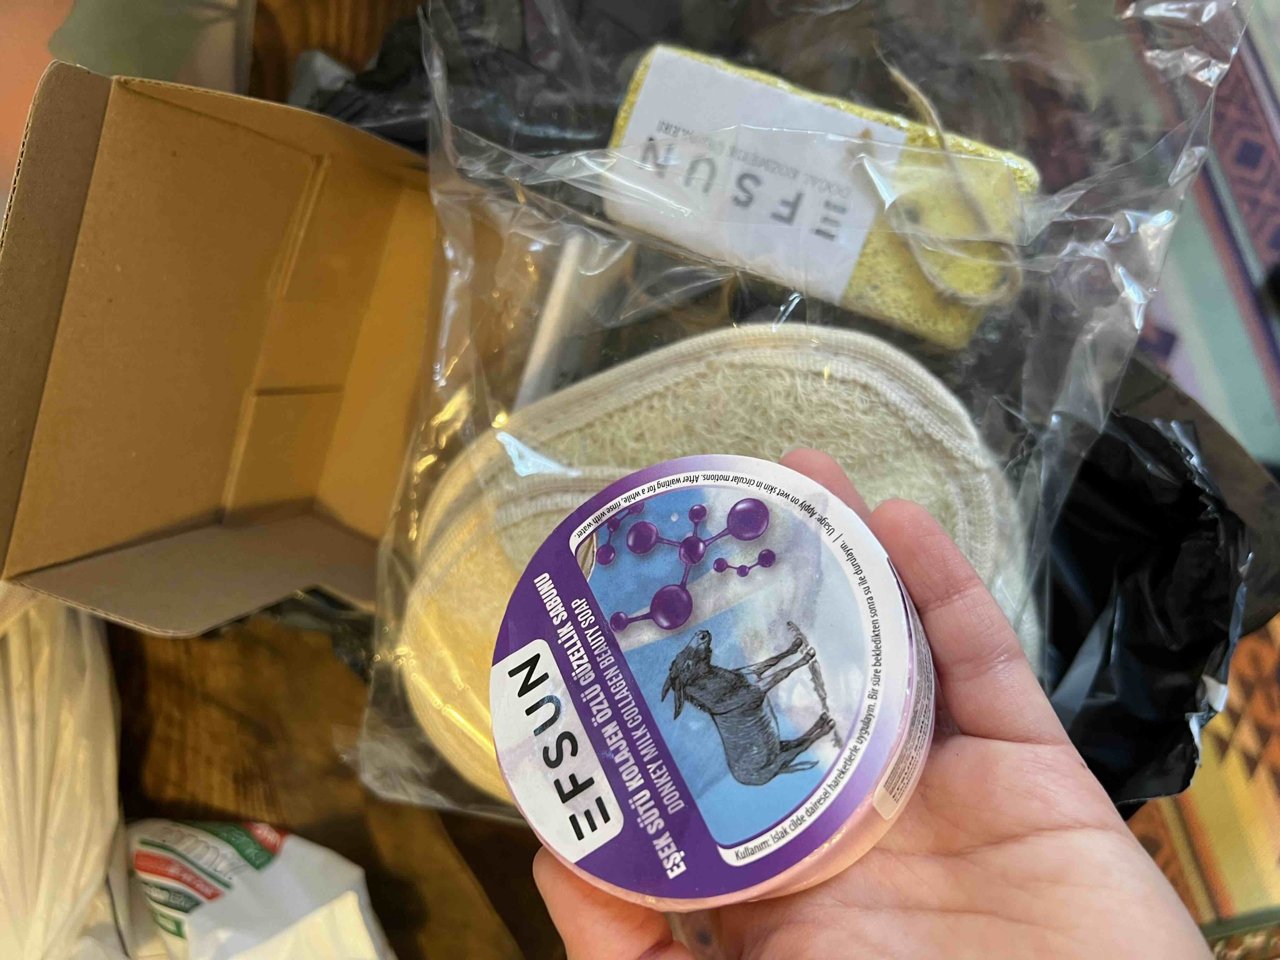 EFSUN
DOĞAL KOZMETİK ÜRÜNLERİ
EFSUN
EŞEK SÜTÜ KOLAJEN ÖZLÜ GÜZELLİK SABUNU
DONKEY MILK COLLAGEN BEAUTY SOAP
Kullanım: Islak cilde dairesel hareketlerle uygulayın. Bir süre bekledikten sonra su ile durulayın. | Usage: Apply on wet skin in circular motions. After waiting for a while, rinse with water.